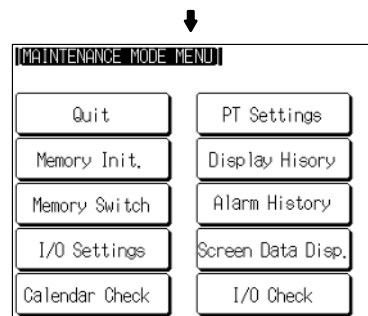 [MAINTENANCE MODE MENU]
Quit
PT Settings
Memory Init.
Display Hisory
Memory Switch
Alarm History
I/O Settings
Screen Data Disp.
Calendar Check
I/O Check